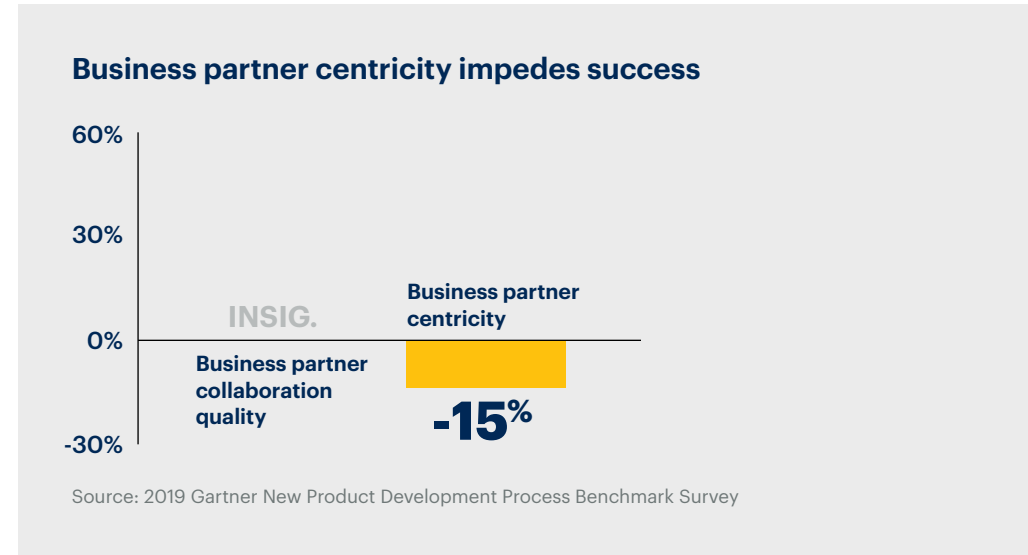 Business partner centricity impedes success
60%
30%
0%
-30%
INSIG.
Business partner
collaboration
quality
Business partner
centricity
-15%
Source: 2019 Gartner New Product Development Process Benchmark Survey